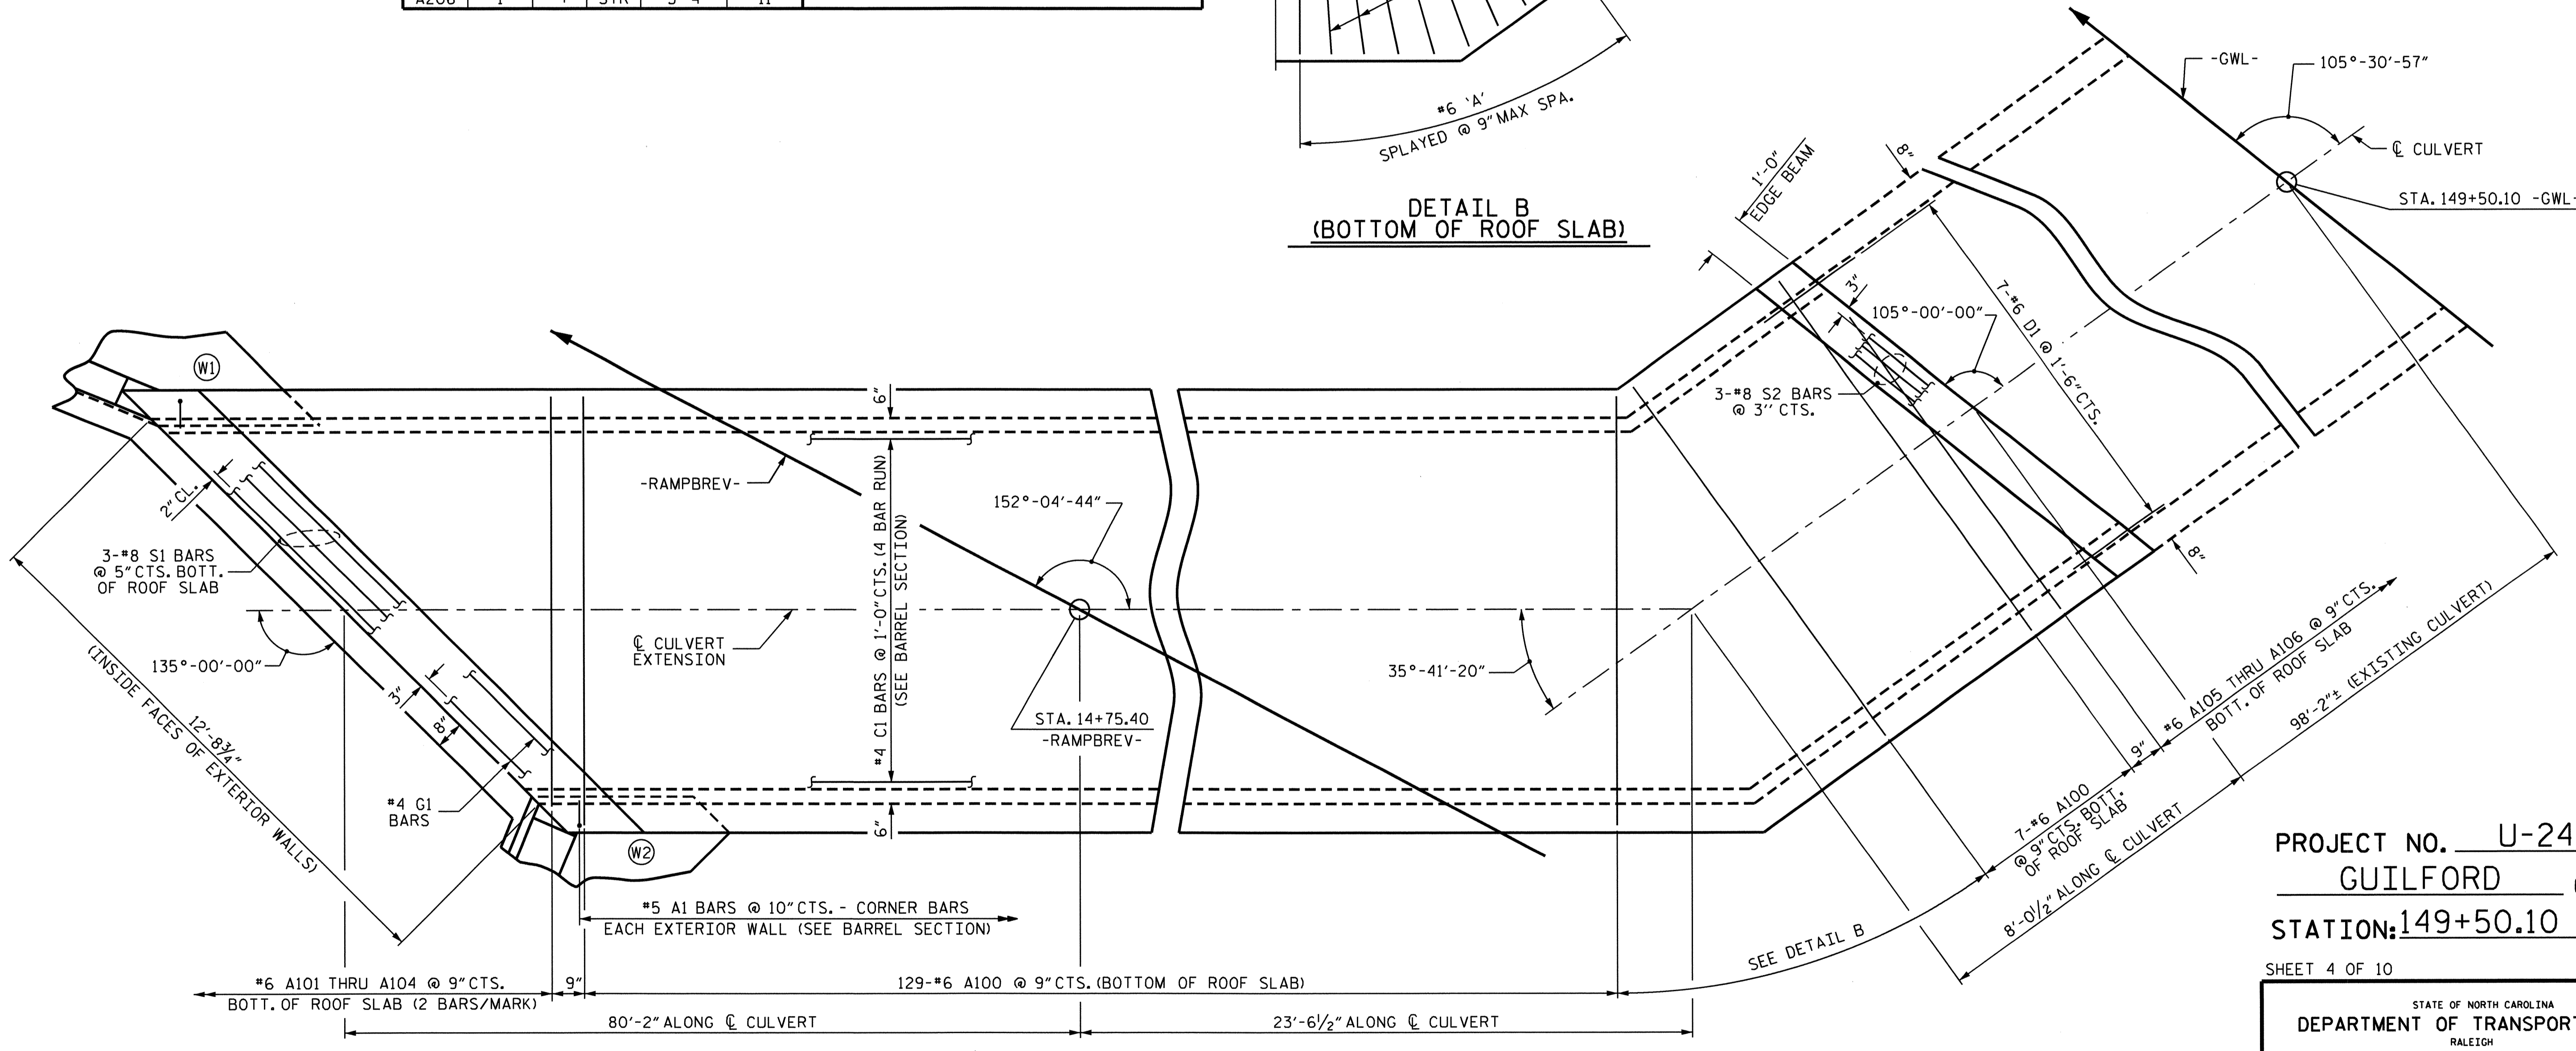 A206 1 4 STR 3'-4" 11
#6 'A'
SPLAYED @ 9" MAX SPA.
DETAIL B
(BOTTOM OF ROOF SLAB)
-GWL-
105°-30'-57"
℄ CULVERT
STA. 149+50.10 -GWL-
1'-0"
EDGE BEAM
8"
3"
105°-00'-00"
7-#6 D1 @ 1'-6" CTS.
3-#8 S2 BARS
@ 3" CTS.
W1
6"
-RAMPBREV-
#4 C1 BARS @ 1'-0" CTS. (4 BAR RUN)
(SEE BARREL SECTION)
152°-04'-44"
2" CL.
3-#8 S1 BARS
@ 5" CTS. BOTT.
OF ROOF SLAB
135°-00'-00"
℄ CULVERT
EXTENSION
35°-41'-20"
STA. 14+75.40
-RAMPBREV-
12'-8¾"
(INSIDE FACES OF EXTERIOR WALLS)
3"
8"
#4 G1
BARS
6"
W2
8"
#6 A105 THRU A106 @ 9" CTS.
BOTT. OF ROOF SLAB
98'-2"± (EXISTING CULVERT)
9"
7-#6 A100
@ 9" CTS. BOTT.
OF ROOF SLAB
8'-0½" ALONG ℄ CULVERT
SEE DETAIL B
#5 A1 BARS @ 10" CTS. - CORNER BARS
EACH EXTERIOR WALL (SEE BARREL SECTION)
#6 A101 THRU A104 @ 9" CTS.
BOTT. OF ROOF SLAB (2 BARS/MARK)
9"
129-#6 A100 @ 9" CTS. (BOTTOM OF ROOF SLAB)
80'-2" ALONG ℄ CULVERT
23'-6½" ALONG ℄ CULVERT
PROJECT NO. U-24
GUILFORD
STATION: 149+50.10
SHEET 4 OF 10
STATE OF NORTH CAROLINA
DEPARTMENT OF TRANSPOR
RALEIGH